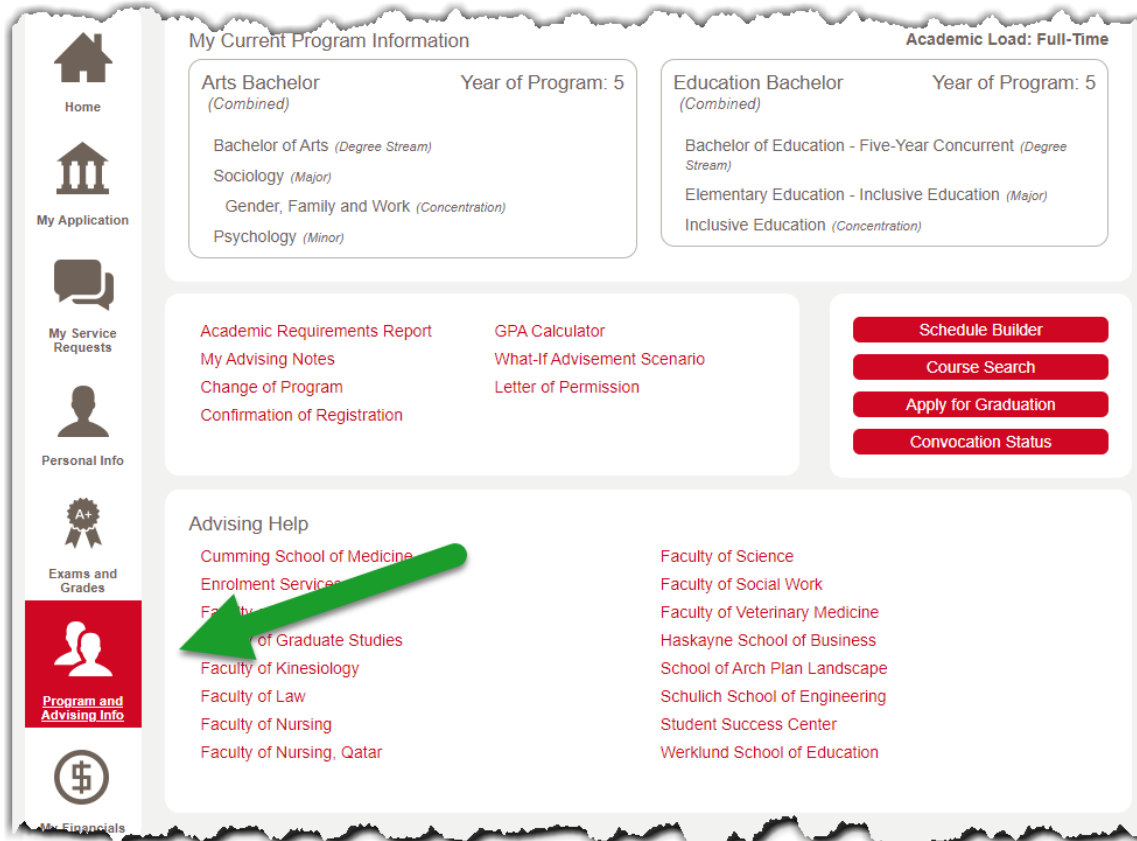 Home
My Application
My Service
Requests
Personal Info
A+
Exams and
Grades
Program and
Advising Info
$
My Financials
My Current Program Information
Academic Load: Full-Time
Arts Bachelor
Year of Program: 5
(Combined)
Bachelor of Arts (Degree Stream)
Sociology (Major)
Gender, Family and Work (Concentration)
Psychology (Minor)
Education Bachelor
Year of Program: 5
(Combined)
Bachelor of Education - Five-Year Concurrent (Degree
Stream)
Elementary Education - Inclusive Education (Major)
Inclusive Education (Concentration)
Academic Requirements Report
My Advising Notes
Change of Program
Confirmation of Registration
GPA Calculator
What-If Advisement Scenario
Letter of Permission
Schedule Builder
Course Search
Apply for Graduation
Convocation Status
Advising Help
Cumming School of Medicine
Enrolment Services
of Graduate Studies
Faculty of Kinesiology
Faculty of Law
Faculty of Nursing
Faculty of Nursing, Qatar
Faculty of Science
Faculty of Social Work
Faculty of Veterinary Medicine
Haskayne School of Business
School of Arch Plan Landscape
Schulich School of Engineering
Student Success Center
Werklund School of Education